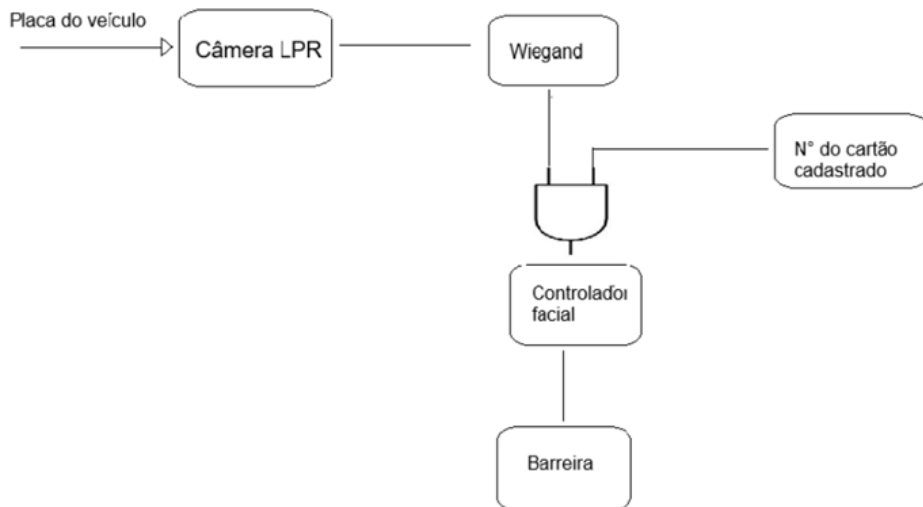 Placa do veículo
Câmera LPR
Wiegand
N° do cartão
cadastrado
Controlador
facial
Barreira